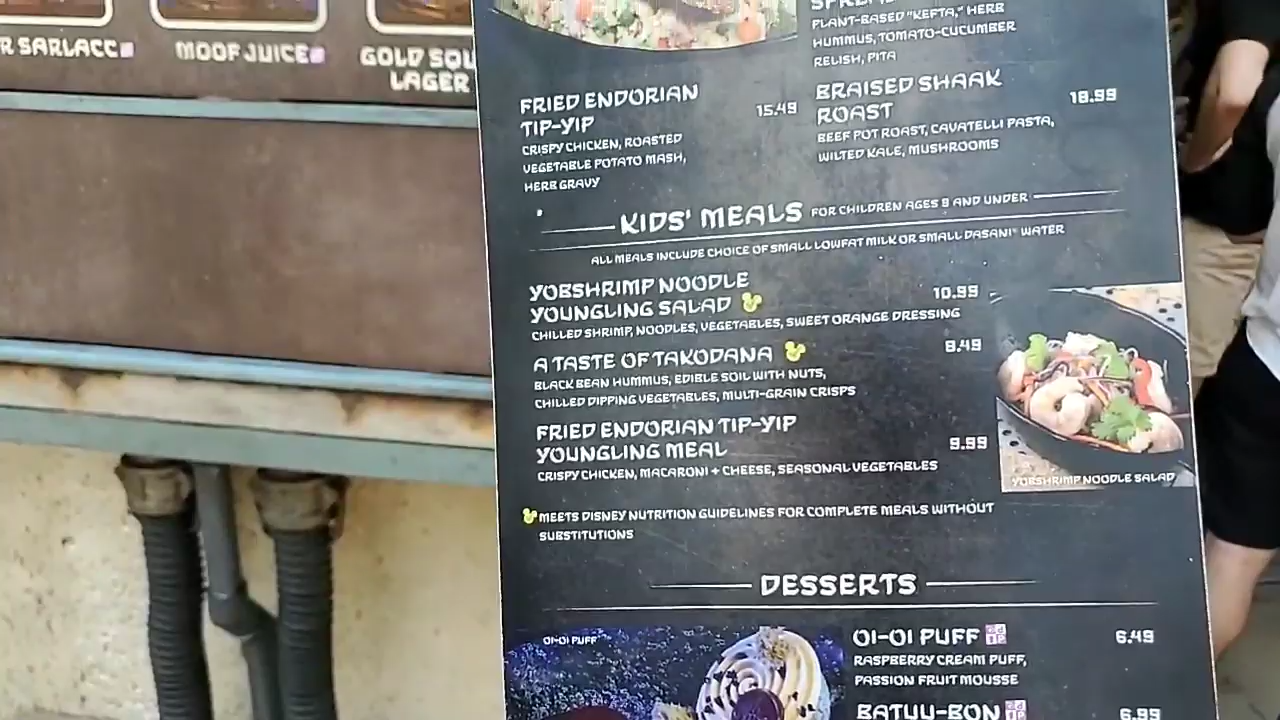 R SARLACC
MOOF JUICE
GOLD SQU
LAGER
PLANT-BASED "KEFTA," HERB
HUMMUS, TOMATO-CUCUMBER
RELISH, PITA
FRIED ENDORIAN
TIP-YIP
15.49
CRISPY CHICKEN, ROASTED
VEGETABLE POTATO MASH,
HERB GRAVY
BRAISED SHAAK
ROAST
18.99
BEEF POT ROAST, CAVATELLI PASTA,
WILTED KALE, MUSHROOMS
KIDS' MEALS FOR CHILDREN AGES 9 AND UNDER
ALL MEALS INCLUDE CHOICE OF SMALL LOWFAT MILK OR SMALL DASANI® WATER
YOBSHRIMP NOODLE
YOUNGLING SALAD
10.99
CHILLED SHRIMP, NOODLES, VEGETABLES, SWEET ORANGE DRESSING
A TASTE OF TAKODANA
8.49
BLACK BEAN HUMMUS, EDIBLE SOIL WITH NUTS,
CHILLED DIPPING VEGETABLES, MULTI-GRAIN CRISPS
FRIED ENDORIAN TIP-YIP
YOUNGLING MEAL
9.99
CRISPY CHICKEN, MACARONI + CHEESE, SEASONAL VEGETABLES
YOBSHRIMP NOODLE SALAD
MEETS DISNEY NUTRITION GUIDELINES FOR COMPLETE MEALS WITHOUT
SUBSTITUTIONS
DESSERTS
OI-OI PUFF
OI-OI PUFF
6.49
RASPBERRY CREAM PUFF,
PASSION FRUIT MOUSSE
BATUU-BON
6.99